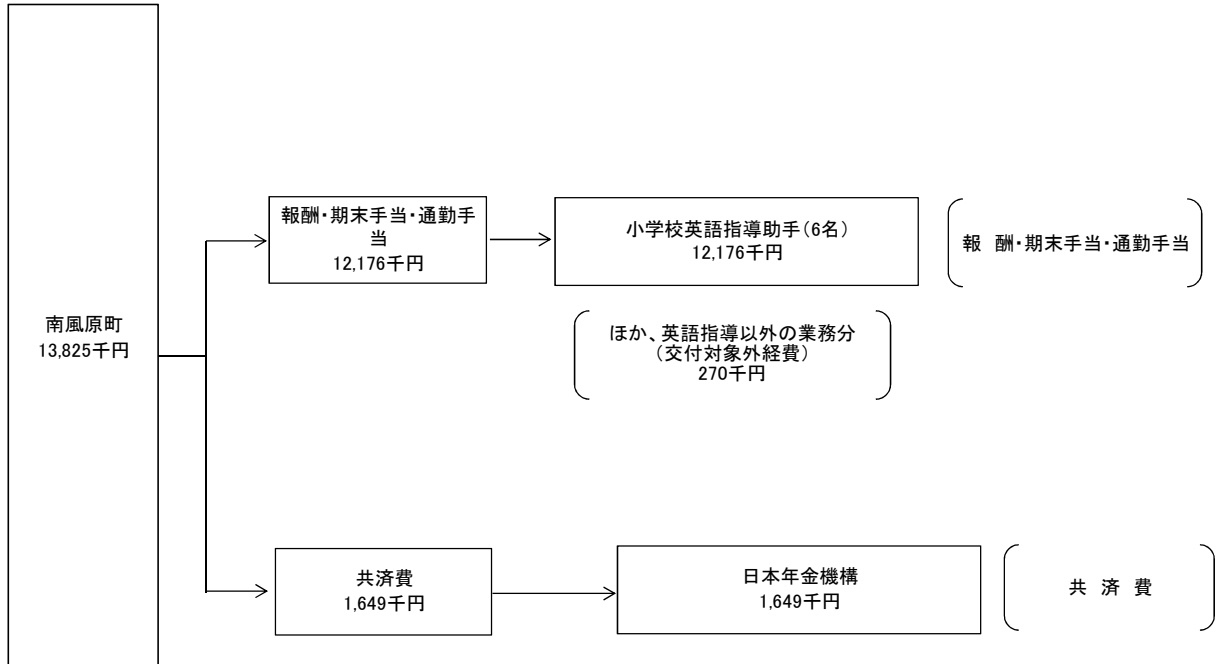 南風原町
13,825千円
報酬・期末手当・通勤手
当
12,176千円
小学校英語指導助手(6名)
12,176千円
報 酬・期末手当・通勤手当
ほか、英語指導以外の業務分
(交付対象外経費)
270千円
共済費
1,649千円
日本年金機構
1,649千円
共 済 費